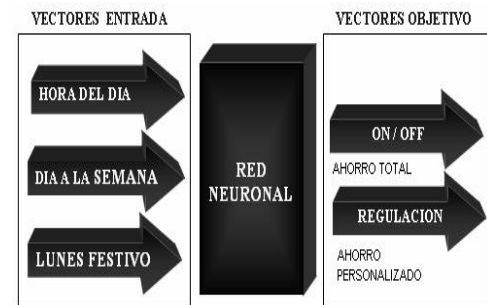 VECTORES ENTRADA
HORA DEL DIA
DIA A LA SEMANA
LUNES FESTIVO
RED
NEURONAL
VECTORES OBJETIVO
ON / OFF
AHORRO TOTAL
REGULACION
AHORRO
PERSONALIZADO